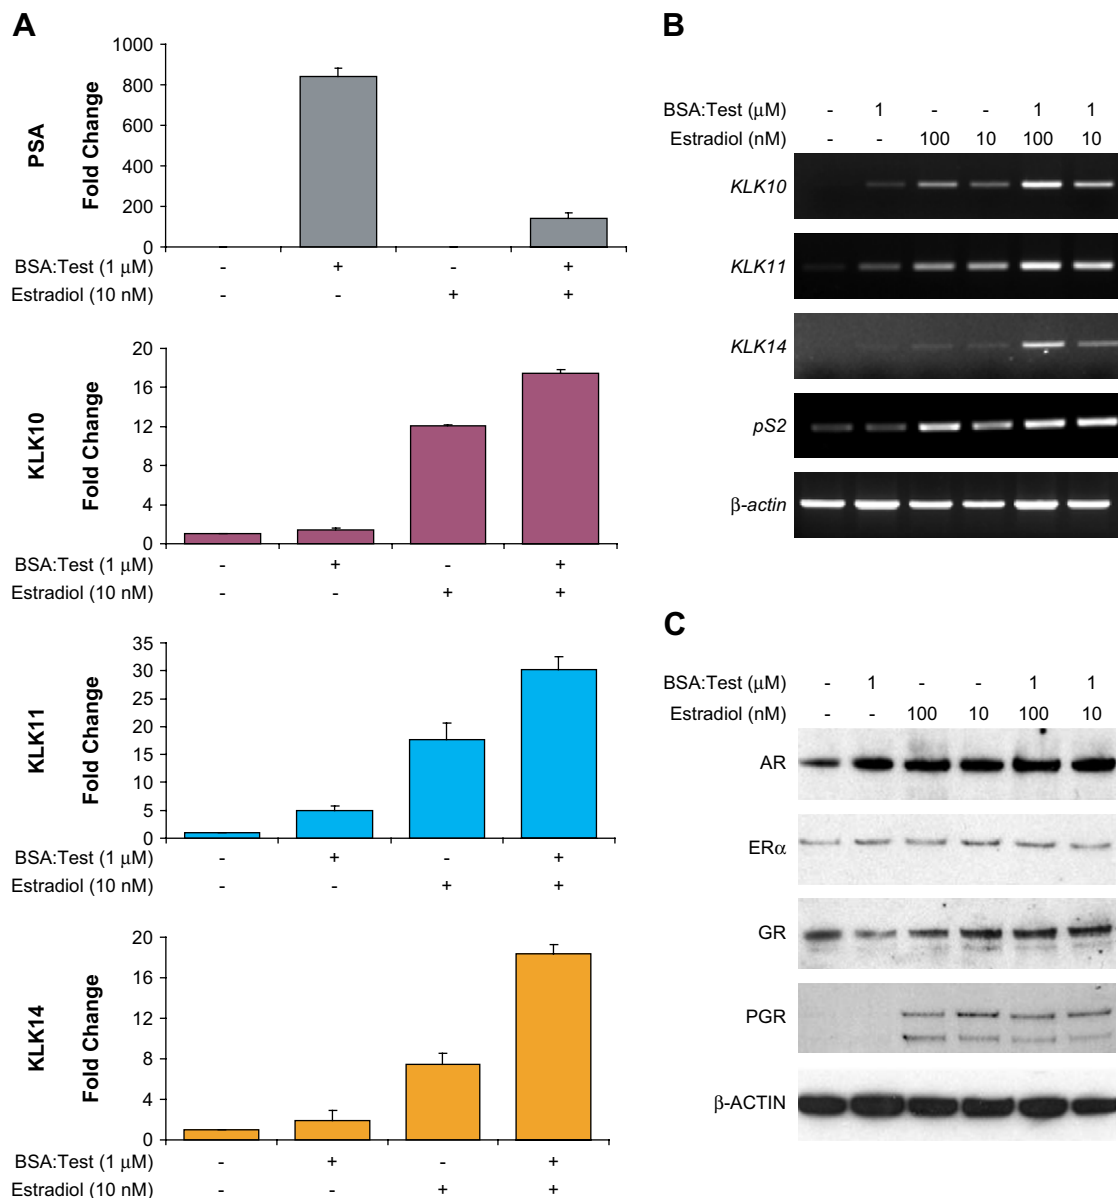 A
PSA
Fold Change
1000
800
600
400
200
0
BSA:Test (1 μM) - + - +
Estradiol (10 nM) - - + +
KLK10
Fold Change
20
16
12
8
4
0
BSA:Test (1 μM) - + - +
Estradiol (10 nM) - - + +
KLK11
Fold Change
35
30
25
20
15
10
5
0
BSA:Test (1 μM) - + - +
Estradiol (10 nM) - - + +
KLK14
Fold Change
20
16
12
8
4
0
BSA:Test (1 μM) - + - +
Estradiol (10 nM) - - + +
B
BSA:Test (μM) - 1 - - 1 1
Estradiol (nM) - - 100 10 100 10
KLK10
KLK11
KLK14
pS2
β-actin
C
BSA:Test (μM) - 1 - - 1 1
Estradiol (nM) - - 100 10 100 10
AR
ERα
GR
PGR
β-ACTIN